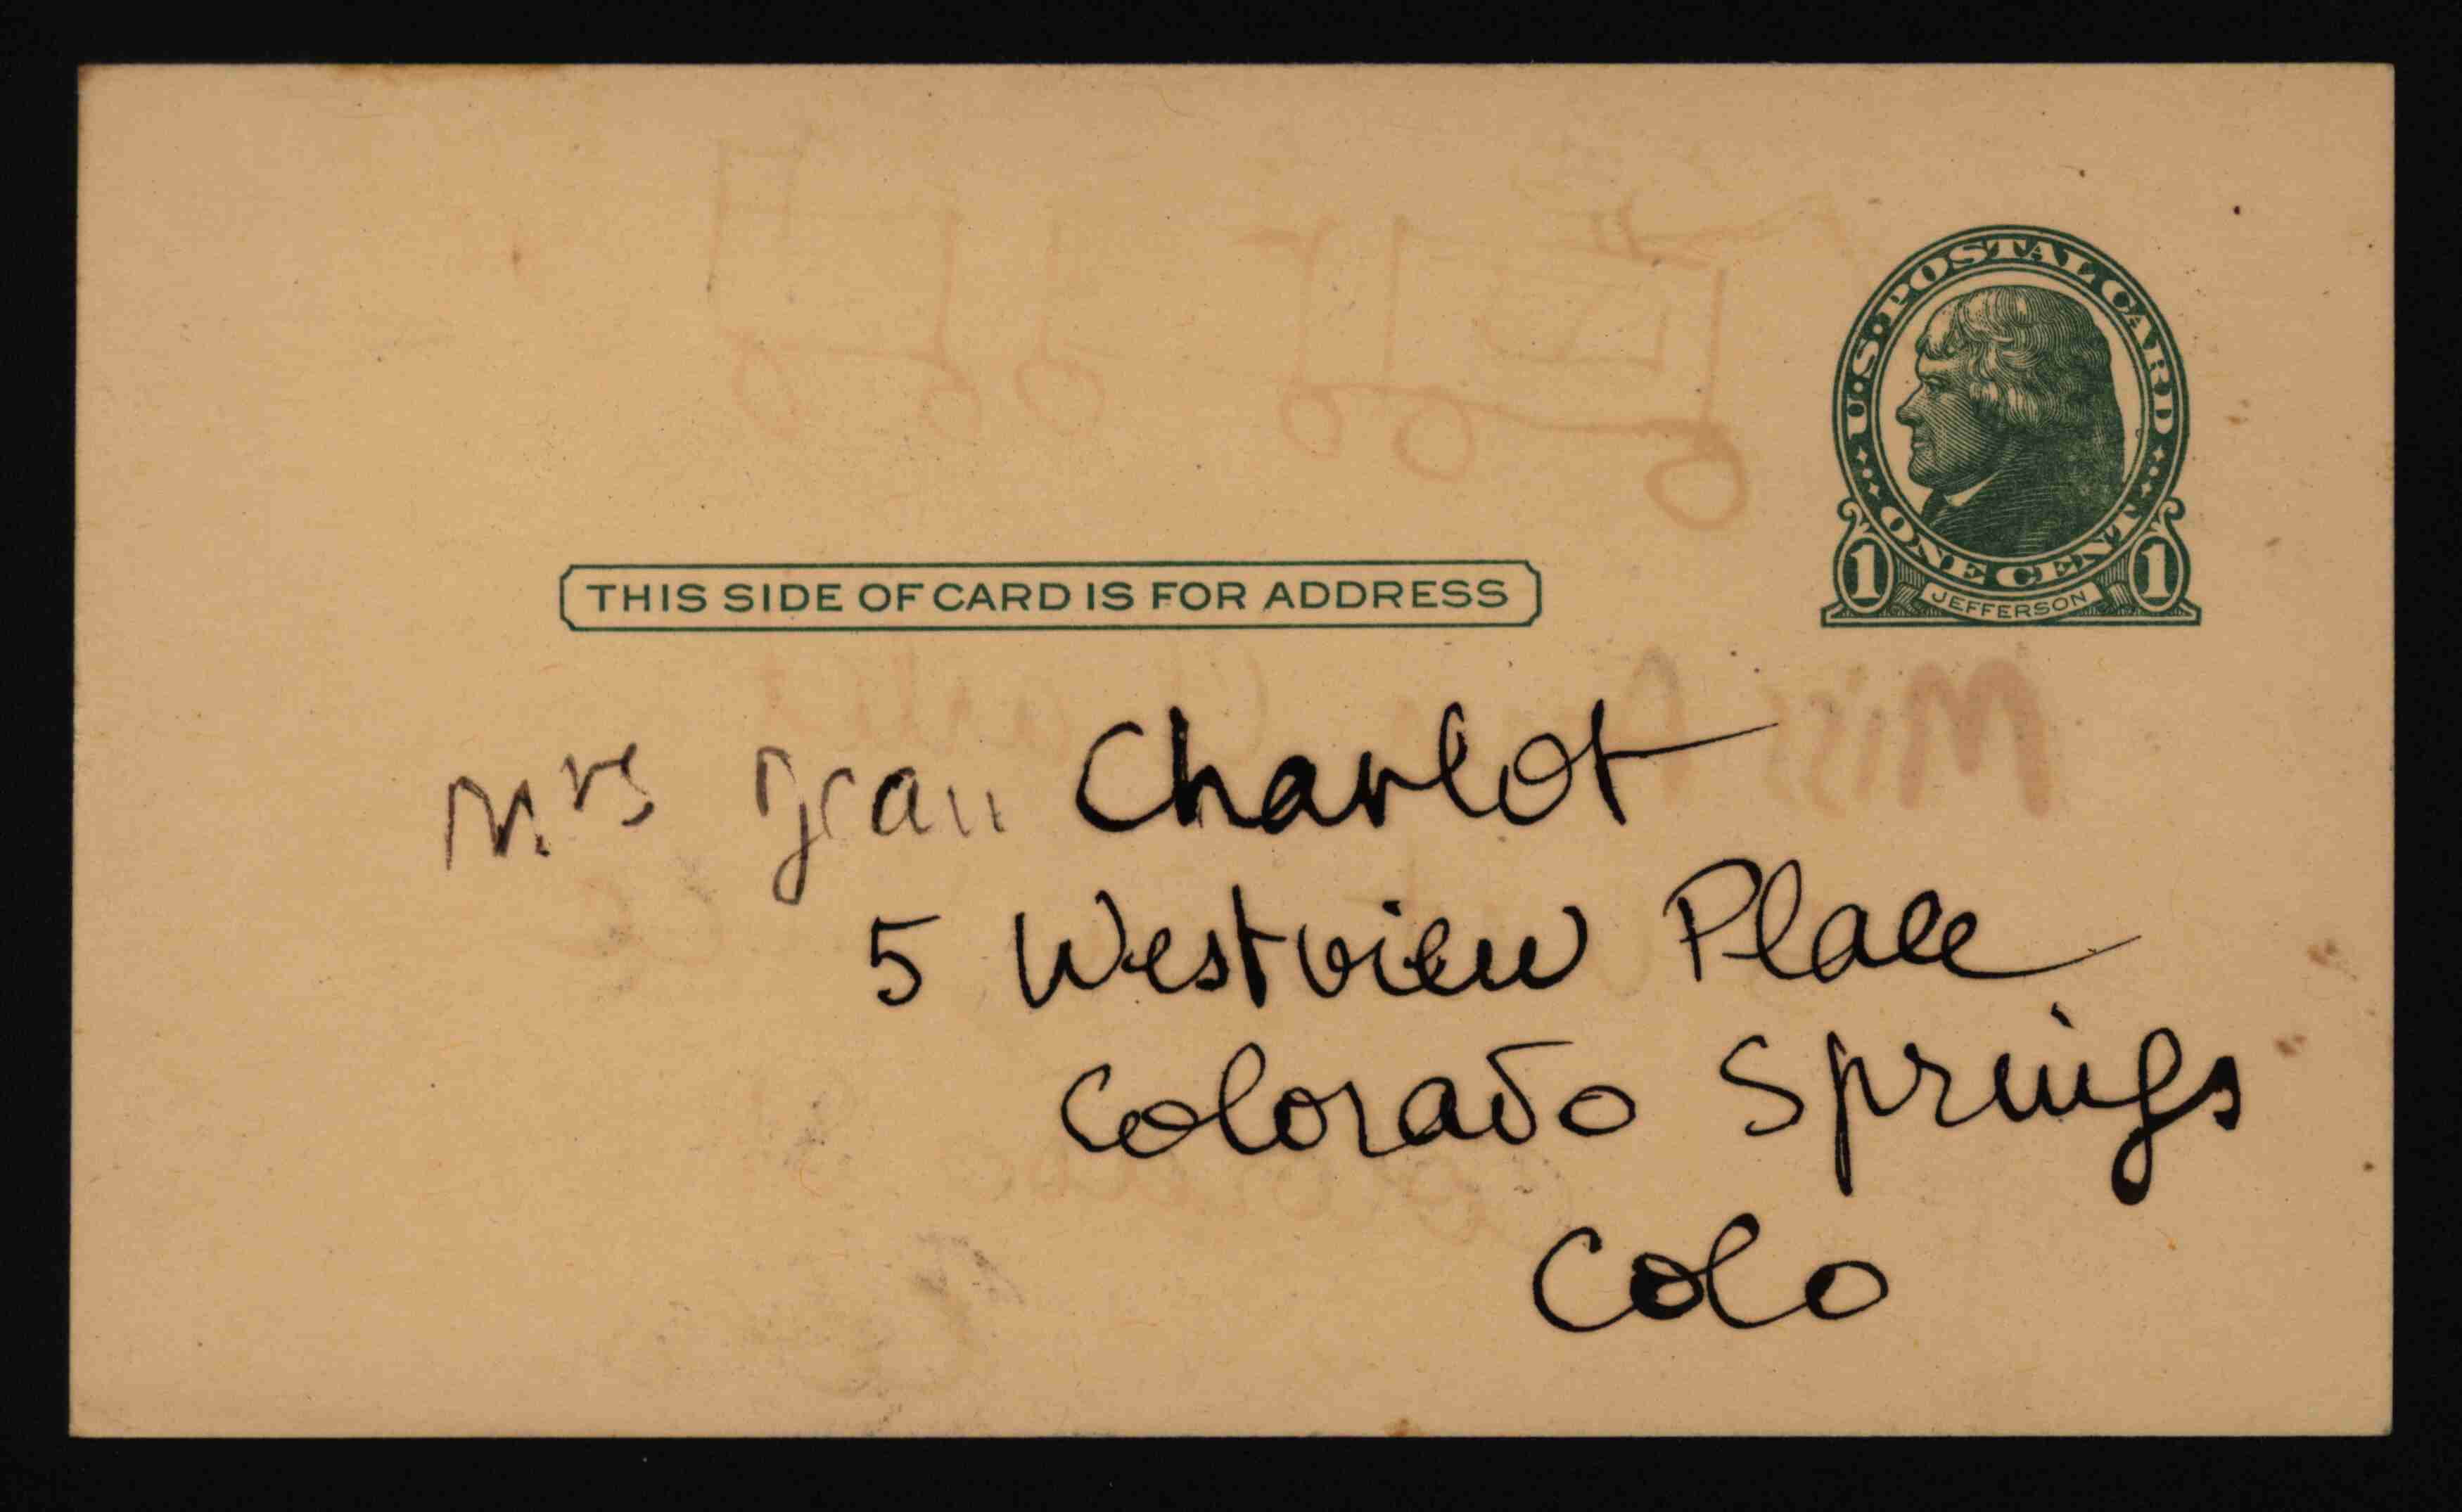 U·S·POSTAL CARD
ONE CENT
1 JEFFERSON 1
THIS SIDE OF CARD IS FOR ADDRESS
Mrs Jean Charlot
5 Westview Place
Colorado Springs
Colo